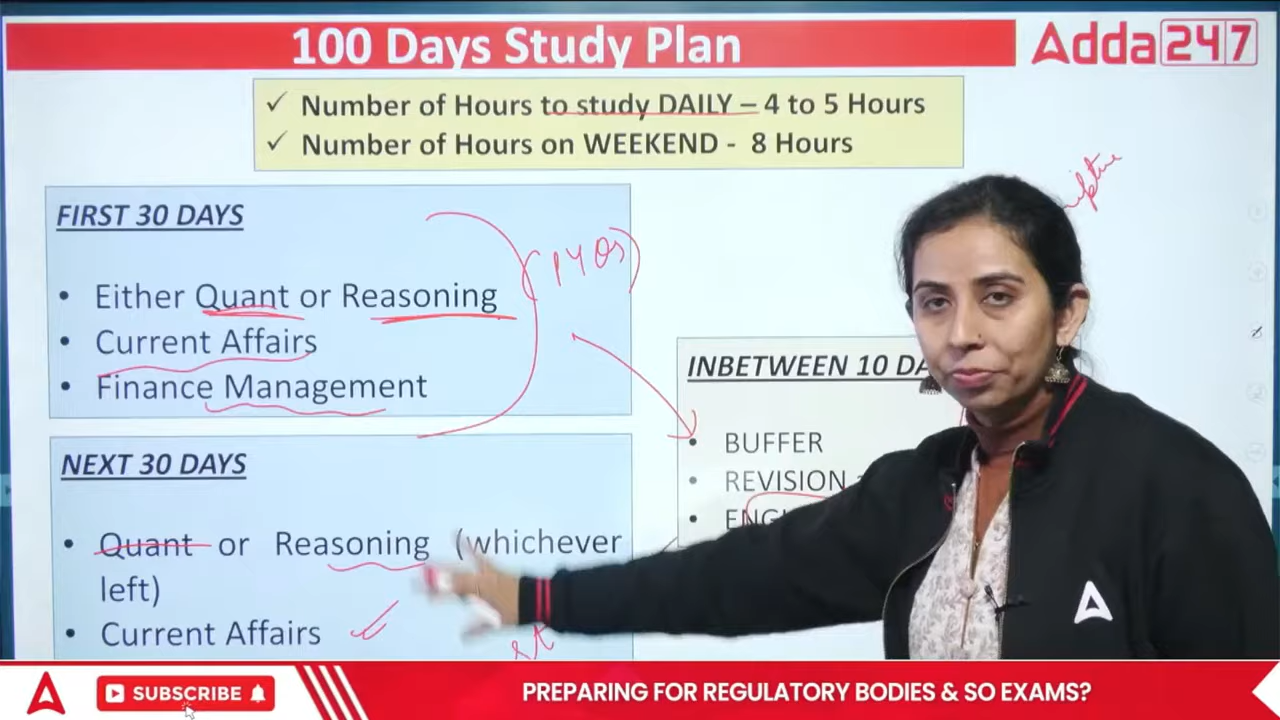 100 Days Study Plan
Adda247
✓ Number of Hours to study DAILY – 4 to 5 Hours
✓ Number of Hours on WEEKEND - 8 Hours
FIRST 30 DAYS
• Either Quant or Reasoning
• Current Affairs
• Finance Management
(PYQs)
INBETWEEN 10
• BUFFER
• REVISION
NEXT 30 DAYS
• Quant or Reasoning (whichever
left)
• Current Affairs
st
SUBSCRIBE
PREPARING FOR REGULATORY BODIES & SO EXAMS?